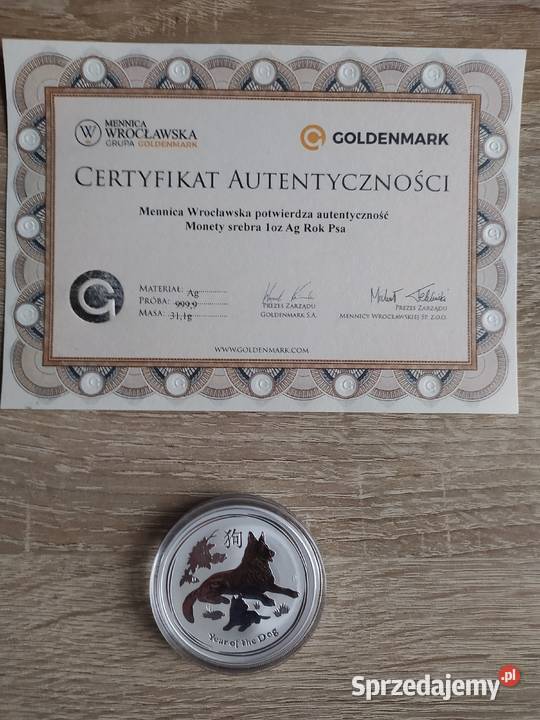 MENNICA
WROCŁAWSKA
GRUPA GOLDENMARK
GOLDENMARK
CERTYFIKAT AUTENTYCZNOŚCI
Mennica Wrocławska potwierdza autentyczność
Monety srebra 1oz Ag Rok Psa
MATERIAŁ: Ag
PRÓBA: 999,9
MASA: 31,1g
PREZES ZARZĄDU
GOLDENMARK S.A.
PREZES ZARZĄDU
MENNICY WROCŁAWSKIEJ SP. Z O.O.
WWW.GOLDENMARK.COM
狗
Year of the Dog
Sprzedajemy.pl